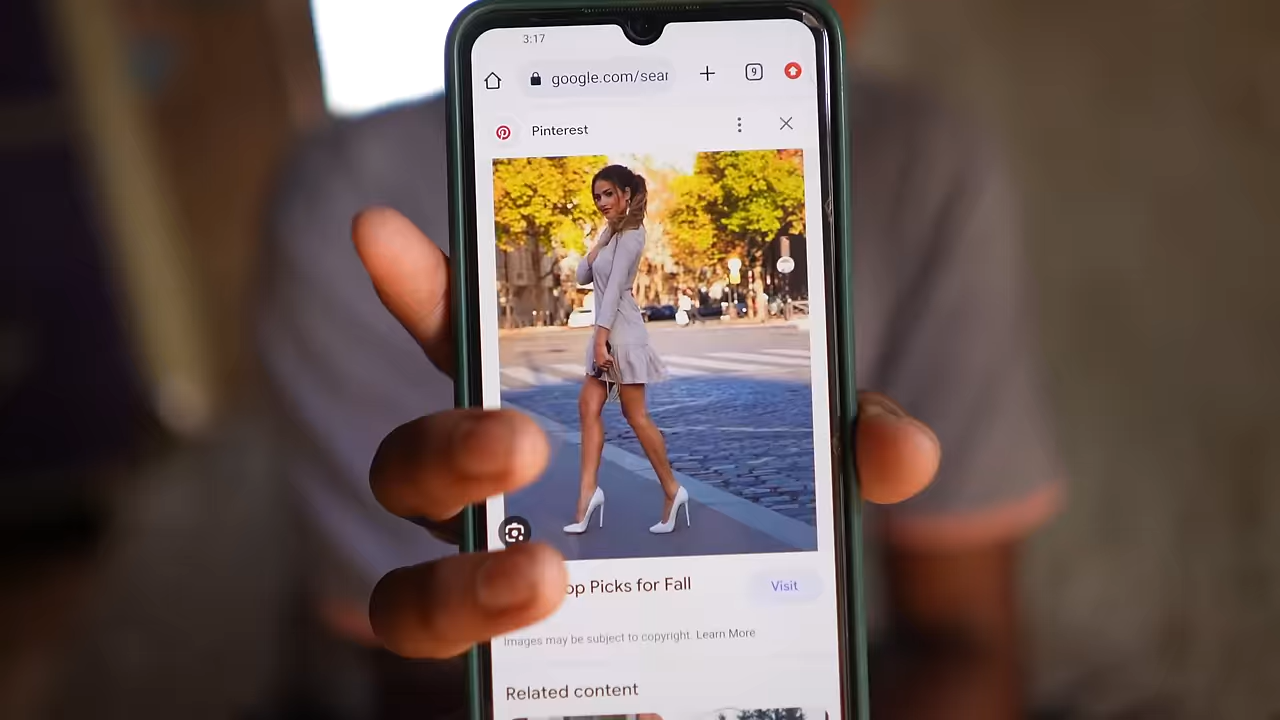 3:17
google.com/sear
9
Pinterest
op Picks for Fall
Visit
Images may be subject to copyright. Learn More
Related content